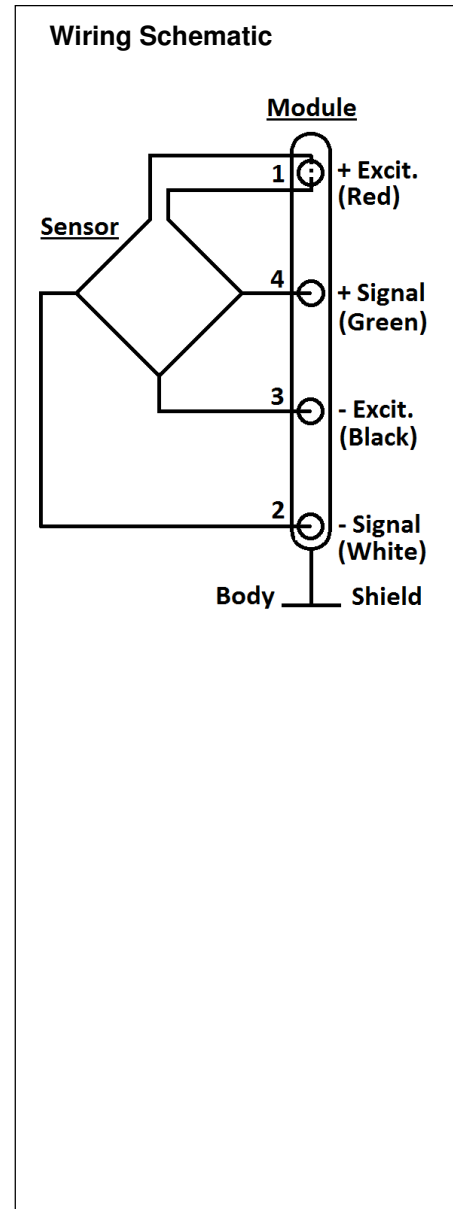 Wiring Schematic
Module
1
+ Excit.
(Red)
Sensor
4
+ Signal
(Green)
3
- Excit.
(Black)
2
- Signal
(White)
Body
Shield